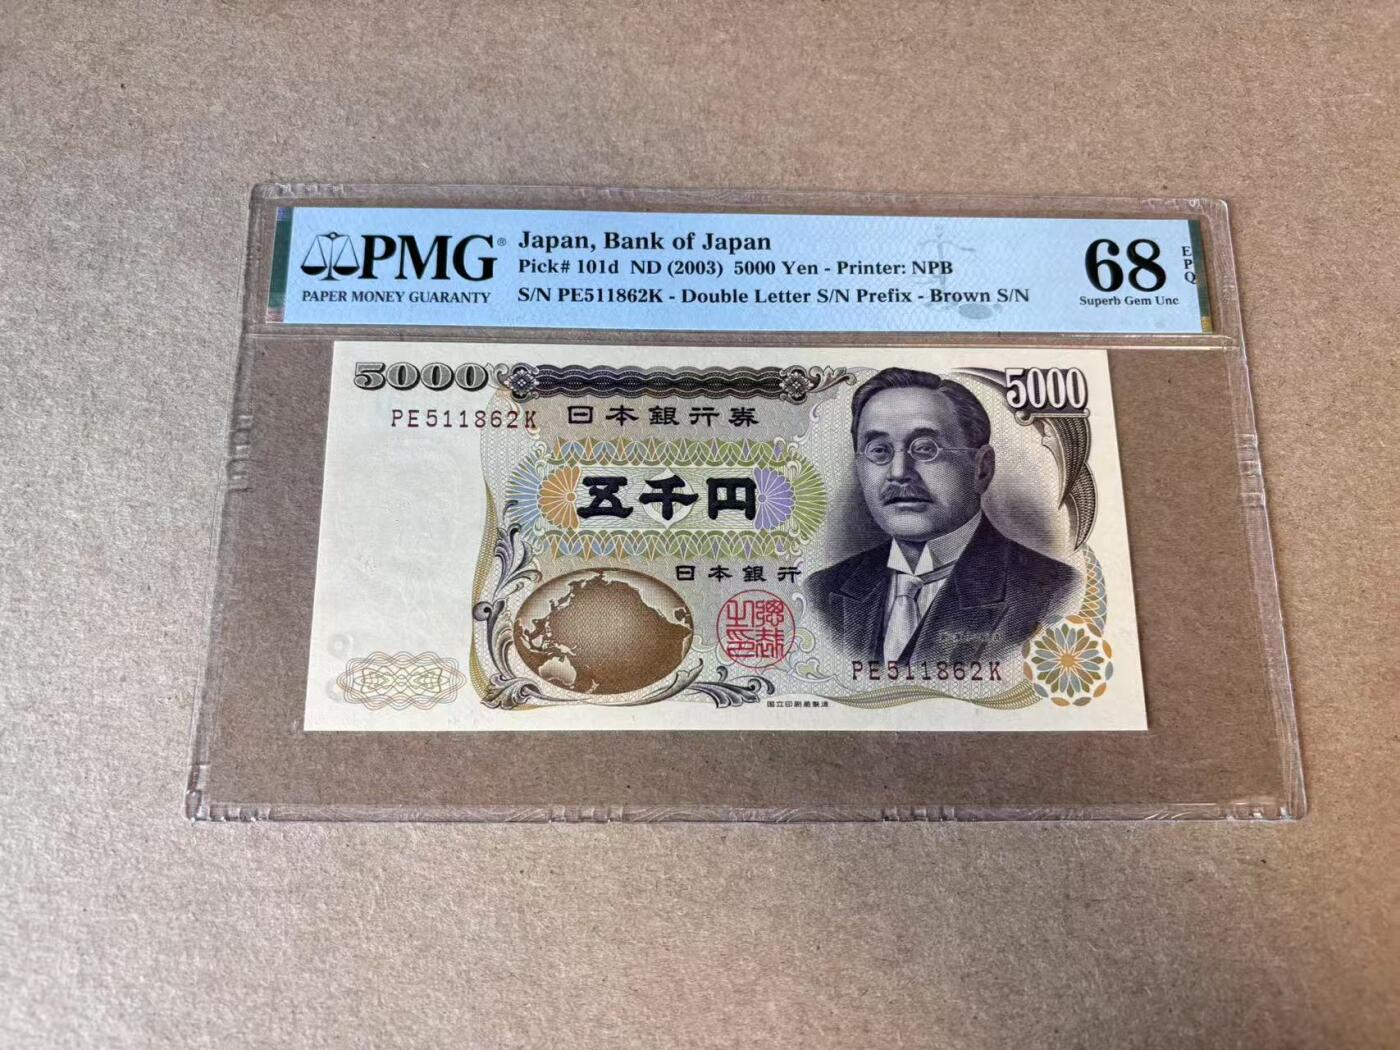 PMG®
PAPER MONEY GUARANTY
Japan, Bank of Japan
Pick# 101d ND (2003) 5000 Yen - Printer: NPB
S/N PE511862K - Double Letter S/N Prefix - Brown S/N
68
EPQ
Superb Gem Unc
5000
5000
PE511862K
日本銀行券
五千円
日本銀行
PE511862K
国立印刷局製造